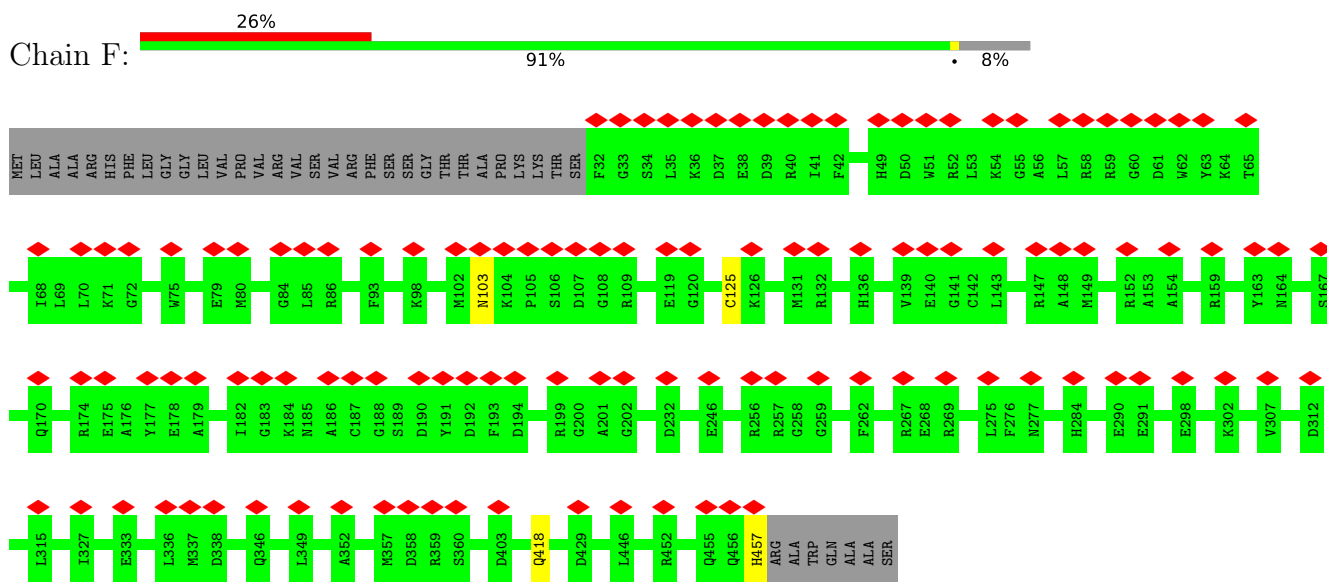 26%
Chain F:
91%
•
8%
MET LEU ALA ALA ARG HIS PHE LEU GLY GLY LEU VAL PRO VAL ARG VAL SER VAL ARG PHE SER SER GLY THR THR ALA PRO LYS LYS THR SER F32 G33 S34 L35 K36 D37 E38 D39 R40 I41 F42 H49 D50 W51 R52 L53 K54 G55 A56 L57 R58 R59 G60 D61 W62 Y63 K64 T65
I68 L69 L70 K71 G72 W75 E79 M80 G84 L85 R86 F93 K98 M102 N103 K104 P105 S106 D107 G108 R109 E119 G120 C125 K126 M131 R132 H136 V139 E140 G141 C142 L143 R147 A148 M149 R152 A153 A154 R159 Y163 N164 S167
Q170 R174 E175 A176 Y177 E178 A179 I182 G183 K184 N185 A186 C187 G188 S189 D190 Y191 D192 F193 D194 R199 G200 A201 G202 D232 E246 R256 R257 G258 G259 F262 R267 E268 R269 L275 F276 N277 H284 E290 E291 E298 K302 V307 D312
L315 I327 E333 L336 M337 D338 Q346 L349 A352 M357 D358 R359 S360 D403 Q418 D429 L446 R452 Q455 Q456 H457 ARG ALA TRP GLN ALA ALA SER